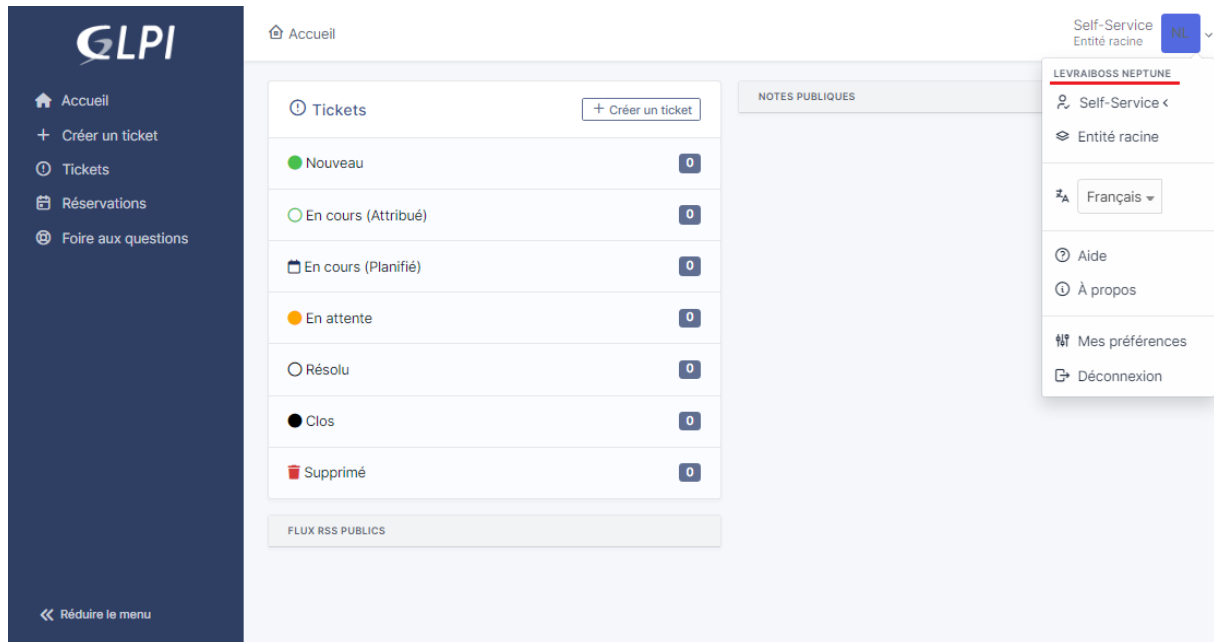 GLPI
Accueil
Créer un ticket
Tickets
Réservations
Foire aux questions
Réduire le menu
Accueil
Self-Service
Entité racine
NL
Tickets
+ Créer un ticket
Nouveau 0
En cours (Attribué) 0
En cours (Planifié) 0
En attente 0
Résolu 0
Clos 0
Supprimé 0
FLUX RSS PUBLICS
NOTES PUBLIQUES
LEVRAIBOSS NEPTUNE
Self-Service
Entité racine
Français
Aide
À propos
Mes préférences
Déconnexion